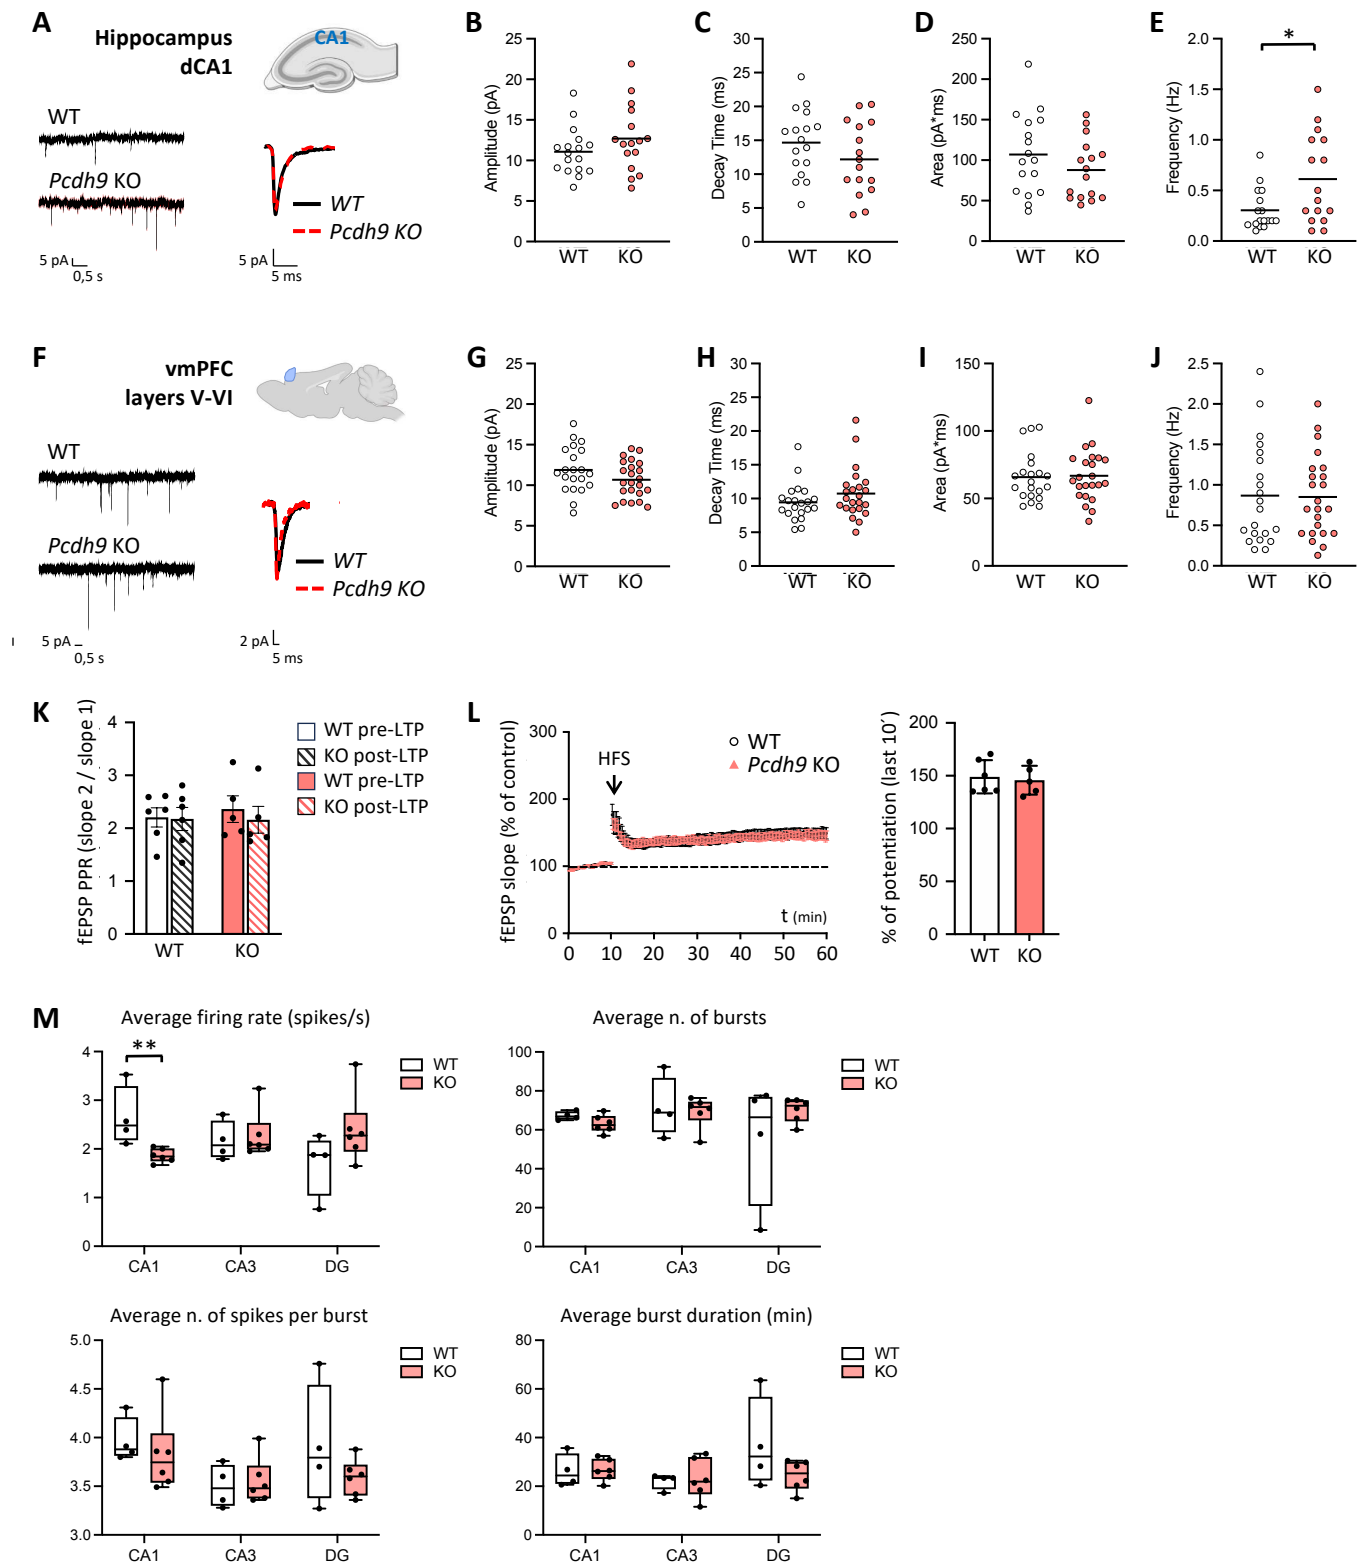 A
Hippocampus
dCA1
CA1
WT
Pcdh9 KO
5 pA
0,5 s
WT
Pcdh9 KO
5 pA
5 ms
B
Amplitude (pA)
25
20
15
10
5
0
WT
KO
C
Decay Time (ms)
30
25
20
15
10
5
0
WT
KO
D
Area (pA*ms)
250
200
150
100
50
0
WT
KO
E
Frequency (Hz)
2.0
1.5
1.0
0.5
0.0
*
WT
KO
F
vmPFC
layers V-VI
WT
Pcdh9 KO
5 pA
0,5 s
WT
Pcdh9 KO
2 pA
5 ms
G
Amplitude (pA)
25
20
15
10
5
0
WT
KO
H
Decay Time (ms)
30
25
20
15
10
5
0
WT
KO
I
Area (pA*ms)
150
100
50
0
WT
KO
J
Frequency (Hz)
2.5
2.0
1.5
1.0
0.5
0.0
WT
KO
K
fEPSP PPR (slope 2 / slope 1)
4
3
2
1
0
WT
KO
WT pre-LTP
KO post-LTP
WT pre-LTP
KO post-LTP
L
fEPSP slope (% of control)
300
200
100
0
HFS
WT
Pcdh9 KO
t (min)
0 10 20 30 40 50 60
% of potentiation (last 10´)
200
150
100
50
0
WT
KO
M
Average firing rate (spikes/s)
4
3
2
1
0
**
CA1
CA3
DG
WT
KO
Average n. of bursts
100
80
60
40
20
0
CA1
CA3
DG
WT
KO
Average n. of spikes per burst
5.0
4.5
4.0
3.5
3.0
CA1
CA3
DG
WT
KO
Average burst duration (min)
80
60
40
20
0
CA1
CA3
DG
WT
KO